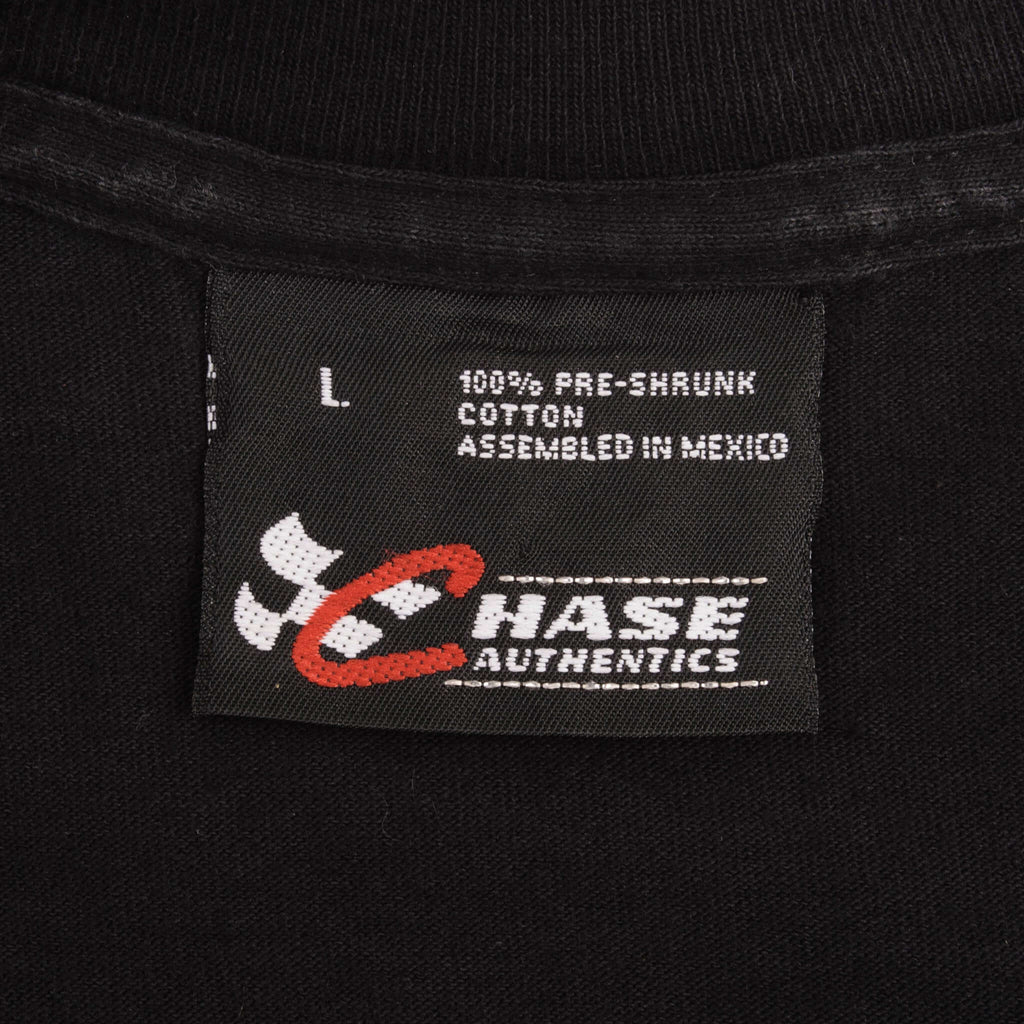 L
100% PRE-SHRUNK
COTTON
ASSEMBLED IN MEXICO
CHASE
AUTHENTICS